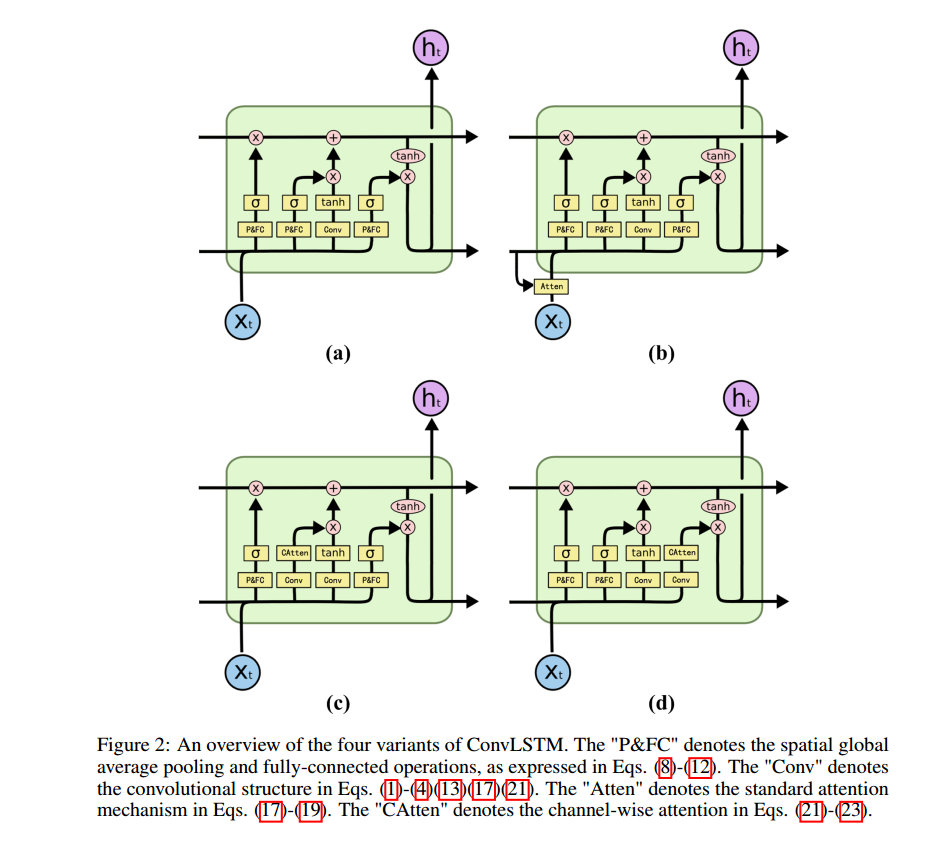 ht
ht
x + tanh x x
x + tanh x x
σ σ tanh σ
σ σ tanh σ
P&FC P&FC Conv P&FC
P&FC P&FC Conv P&FC
Atten
Xt
Xt
(a)
(b)
ht
ht
x + tanh x x
x + tanh x x
σ CAtten tanh σ
σ σ tanh CAtten
P&FC Conv Conv P&FC
P&FC P&FC Conv Conv
Xt
Xt
(c)
(d)
Figure 2: An overview of the four variants of ConvLSTM. The "P&FC" denotes the spatial global
average pooling and fully-connected operations, as expressed in Eqs. (8)-(12). The "Conv" denotes
the convolutional structure in Eqs. (1)-(4)(13)(17)(21). The "Atten" denotes the standard attention
mechanism in Eqs. (17)-(19). The "CAtten" denotes the channel-wise attention in Eqs. (21)-(23).